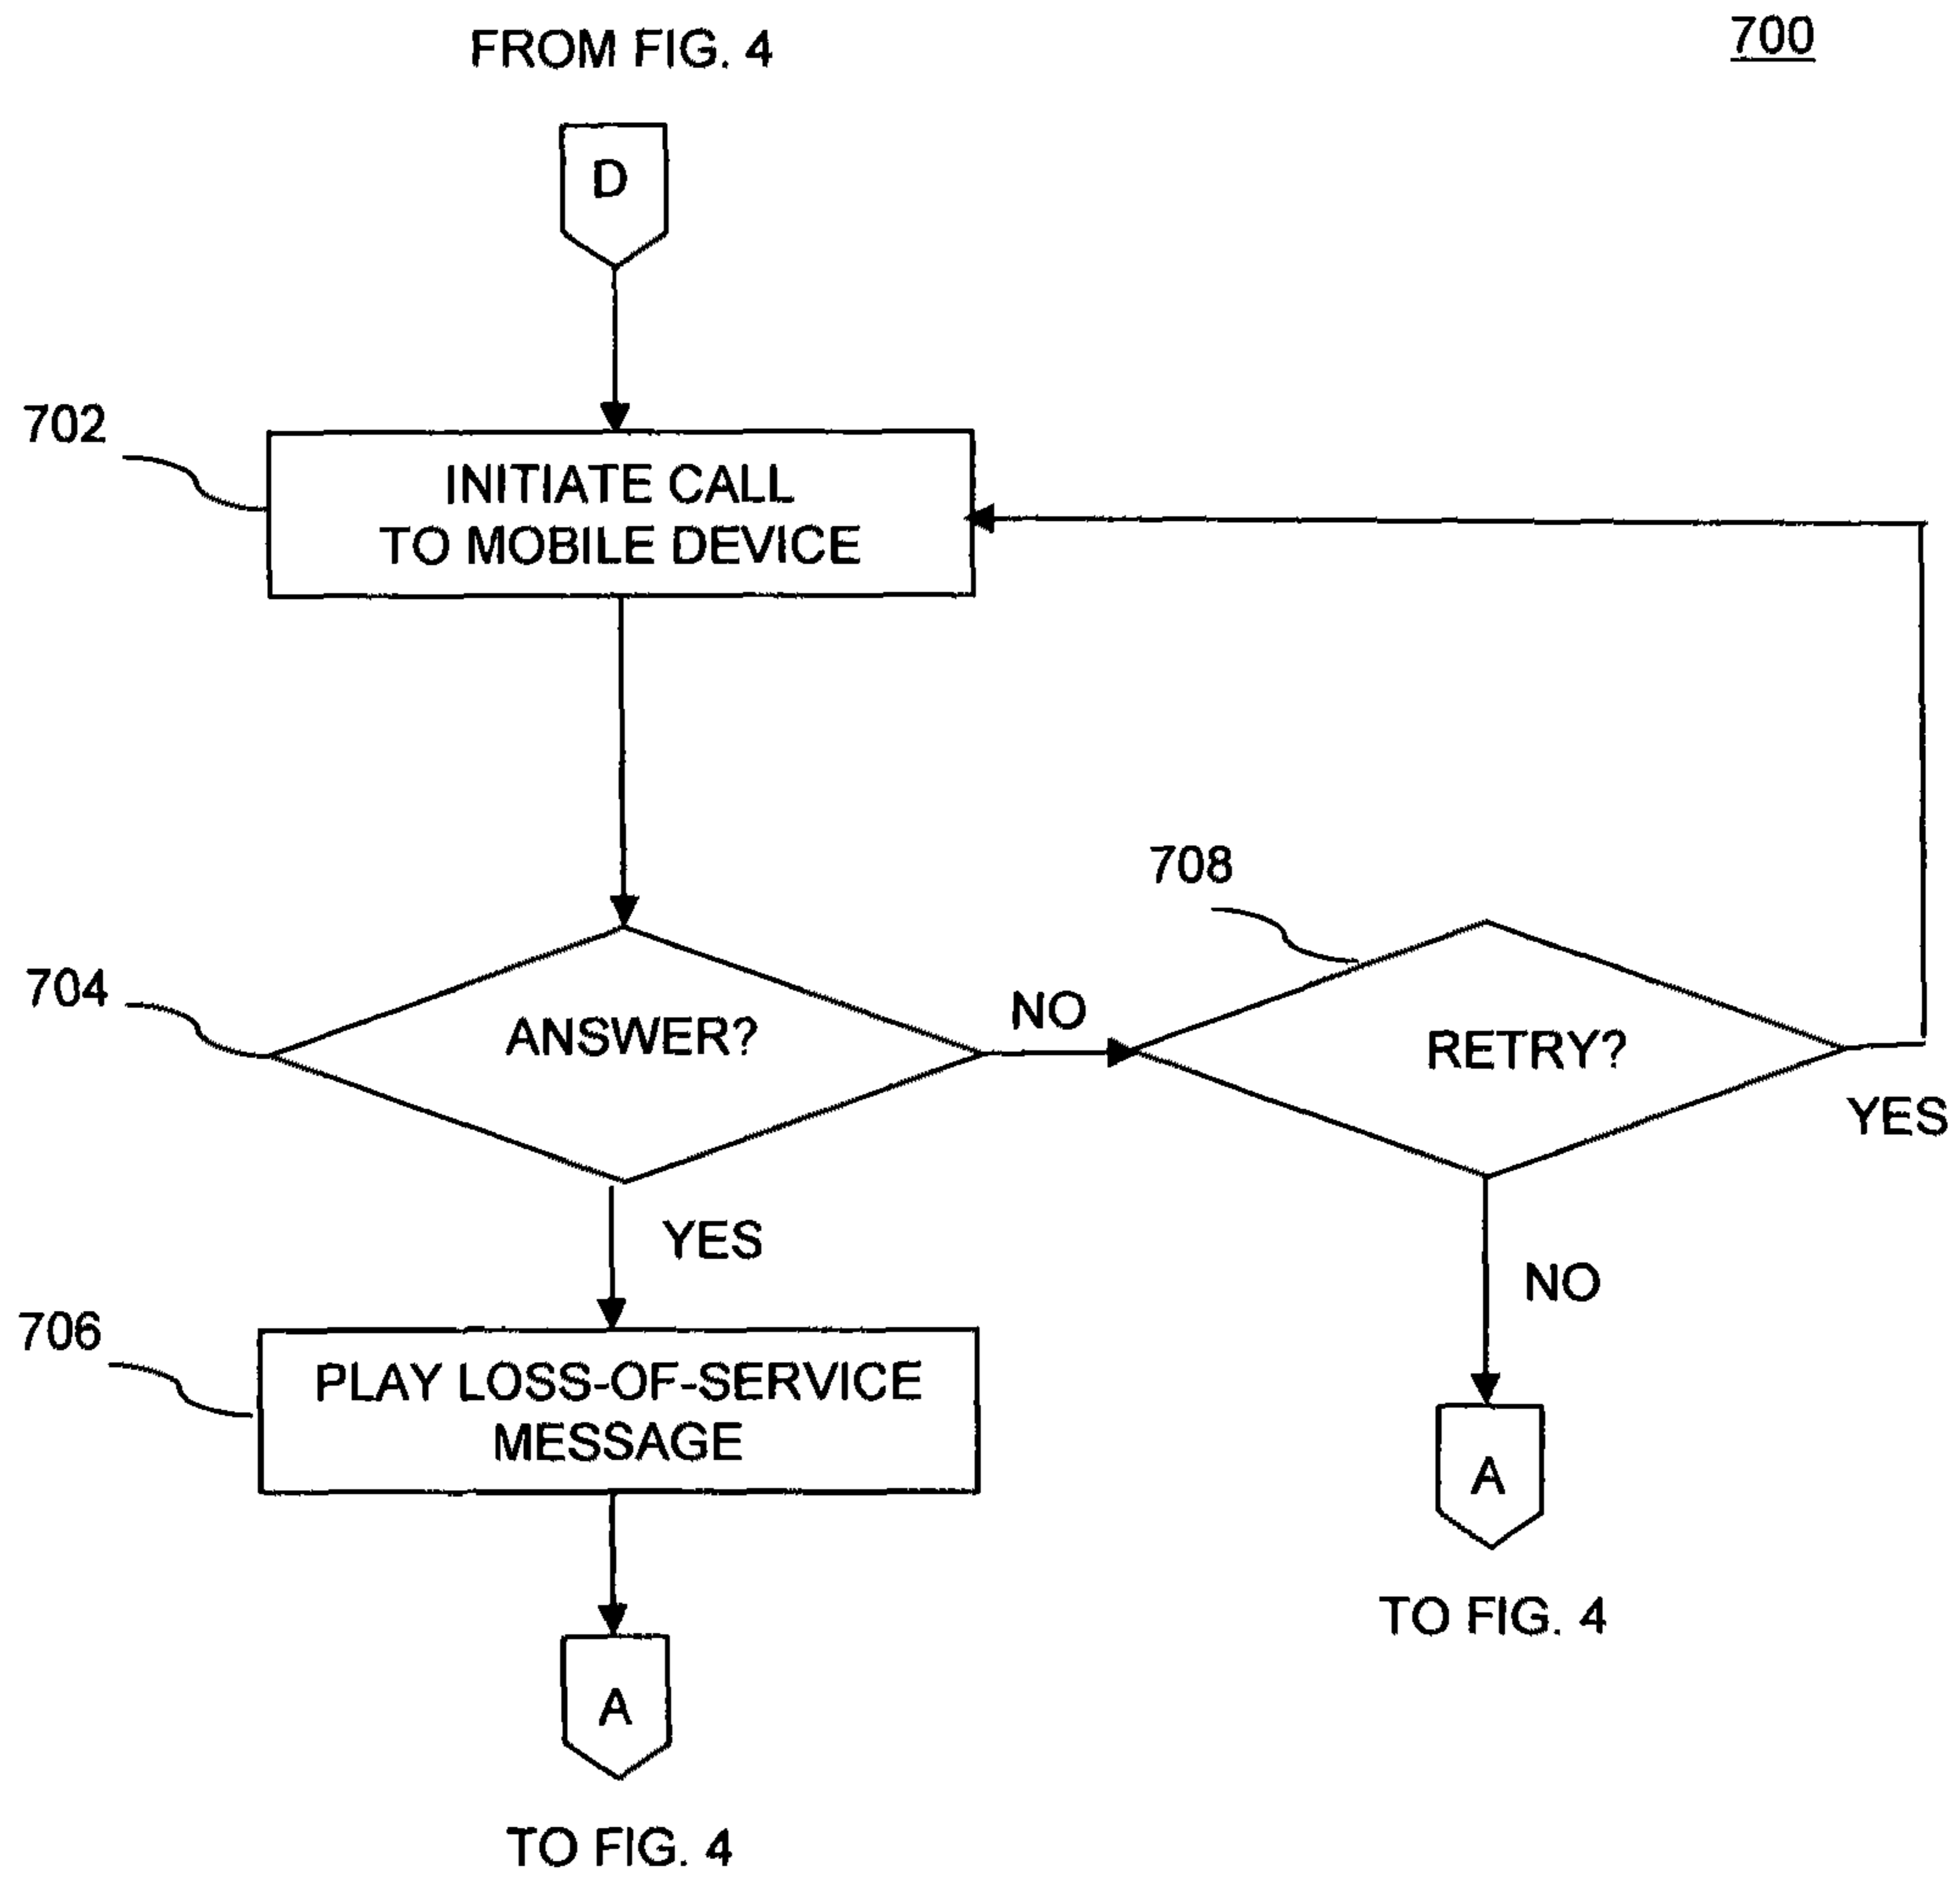 FROM FIG. 4
700
D
702
INITIATE CALL
TO MOBILE DEVICE
708
704
ANSWER?
NO
RETRY?
YES
YES
NO
706
PLAY LOSS-OF-SERVICE
MESSAGE
A
TO FIG. 4
A
TO FIG. 4